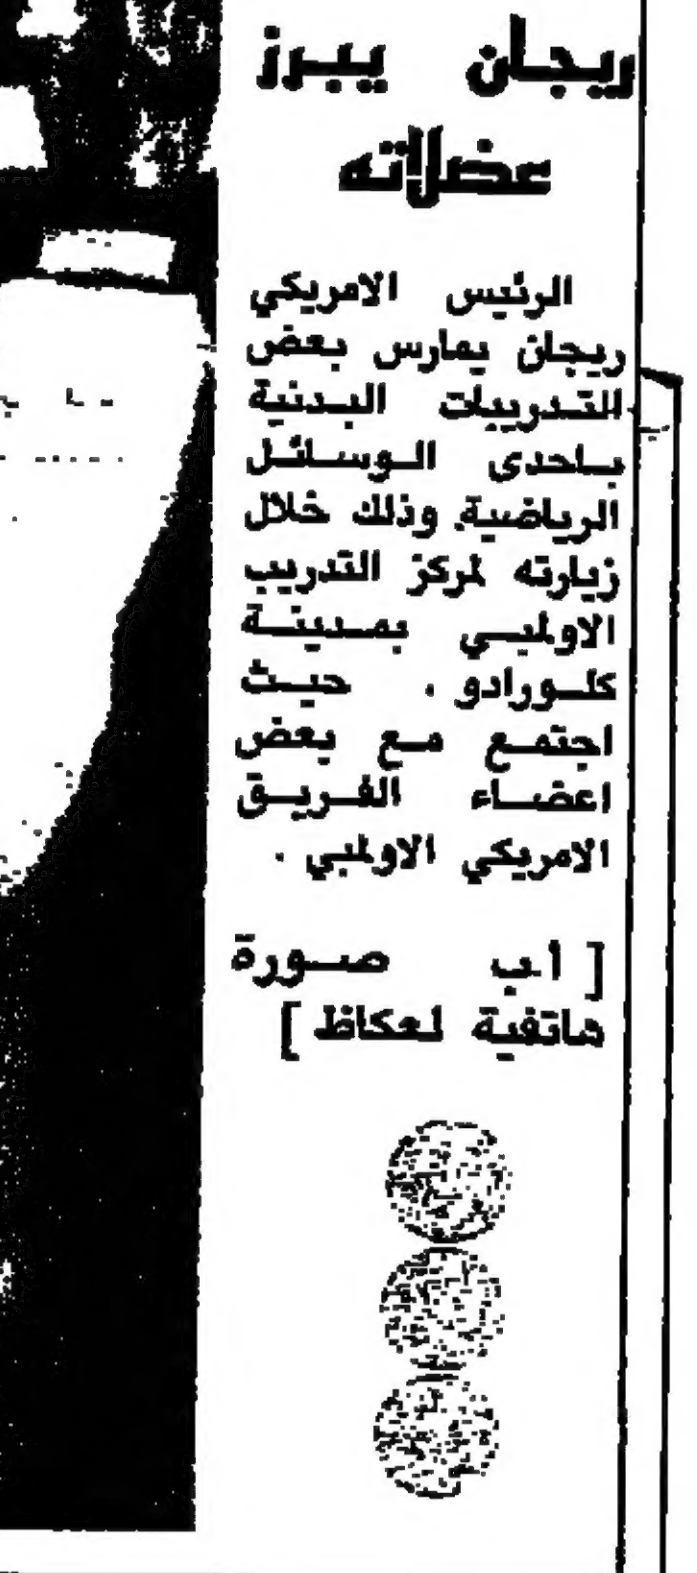 ريجان يبرز
عضلاته
الرئيس الامريكي
ريجان يمارس بعض
التدريبات البدنية
باحدى الوسائل
الرياضية. وذلك خلال
زيارته لمركز التدريب
الاولمبي بمدينة
كلورادو . حيث
اجتمع مع بعض
اعضاء الفريق
الامريكي الاولمبي .
[ أ.ب صورة
هاتفية لعكاظ ]